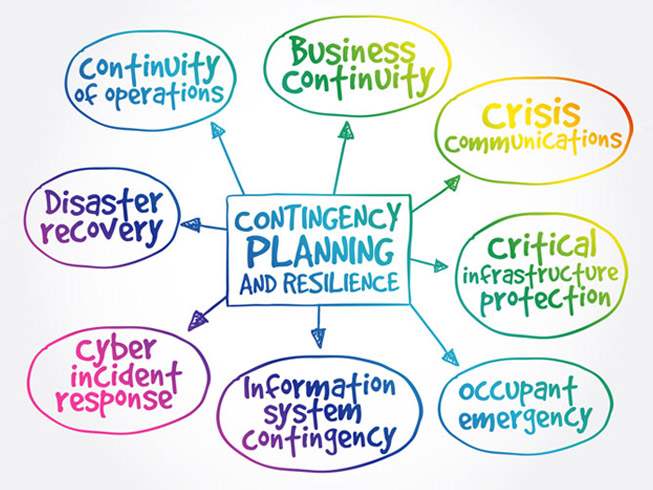 Continuity
of operations
Business
continuity
Crisis
communications
Disaster
recovery
CONTINGENCY
PLANNING
AND RESILIENCE
Critical
infrastructure
protection
Cyber
incident
response
Information
system
contingency
Occupant
emergency